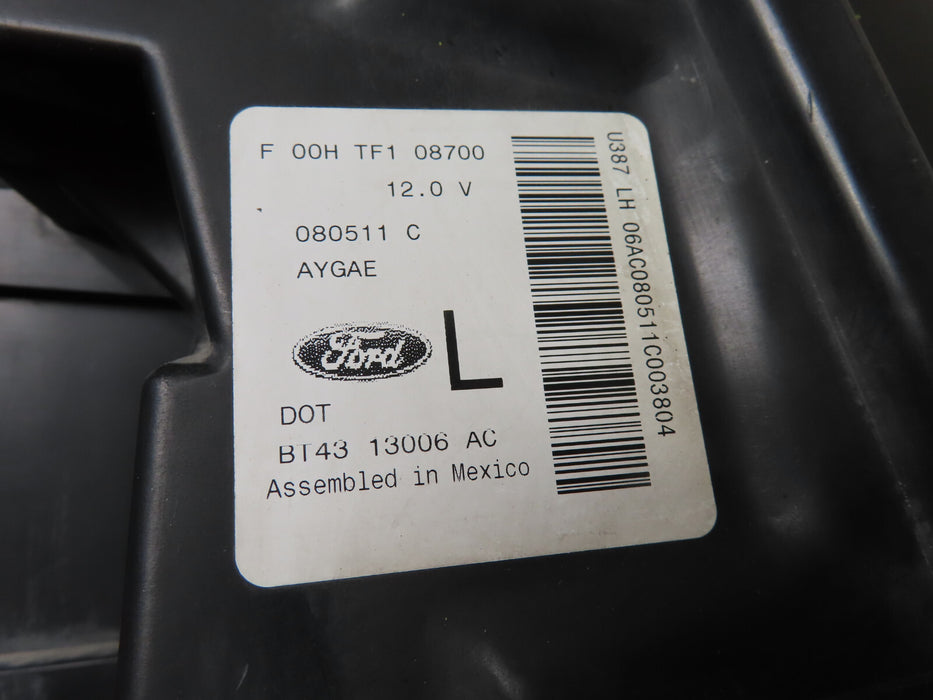 F 00H TF1 08700
12.0 V
080511 C
AYGAE
Ford
L
DOT
BT43 13006 AC
Assembled in Mexico
U387 LH 06AC080511C003804